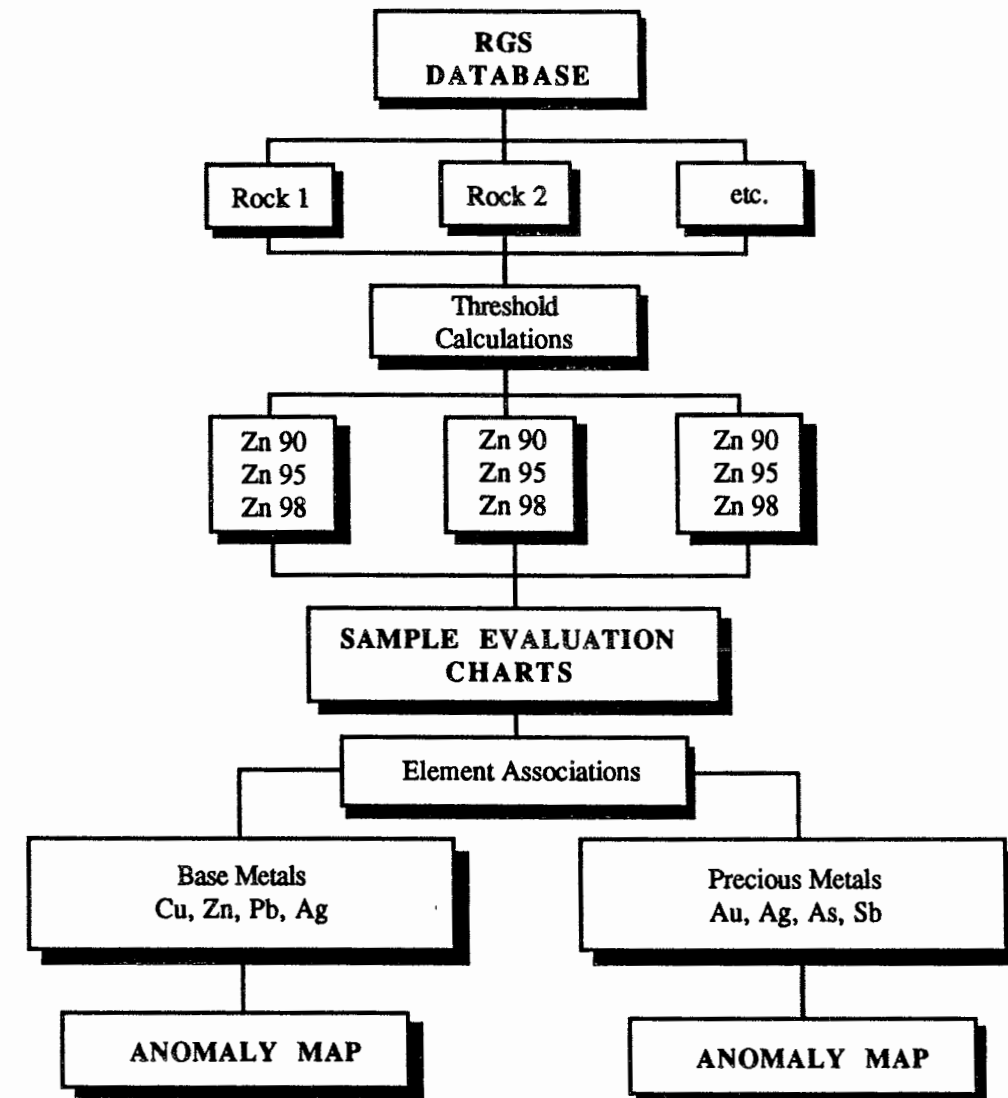 RGS
DATABASE
Rock 1
Rock 2
etc.
Threshold
Calculations
Zn 90
Zn 95
Zn 98
Zn 90
Zn 95
Zn 98
Zn 90
Zn 95
Zn 98
SAMPLE EVALUATION
CHARTS
Element Associations
Base Metals
Cu, Zn, Pb, Ag
Precious Metals
Au, Ag, As, Sb
ANOMALY MAP
ANOMALY MAP